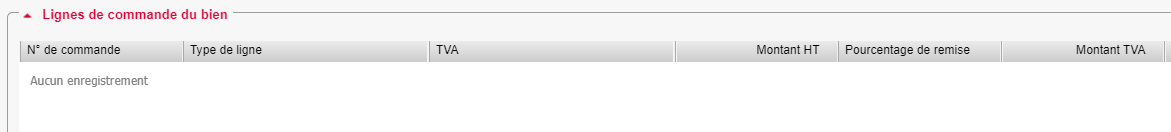 Lignes de commande du bien
N° de commande Type de ligne TVA Montant HT Pourcentage de remise Montant TVA
Aucun enregistrement